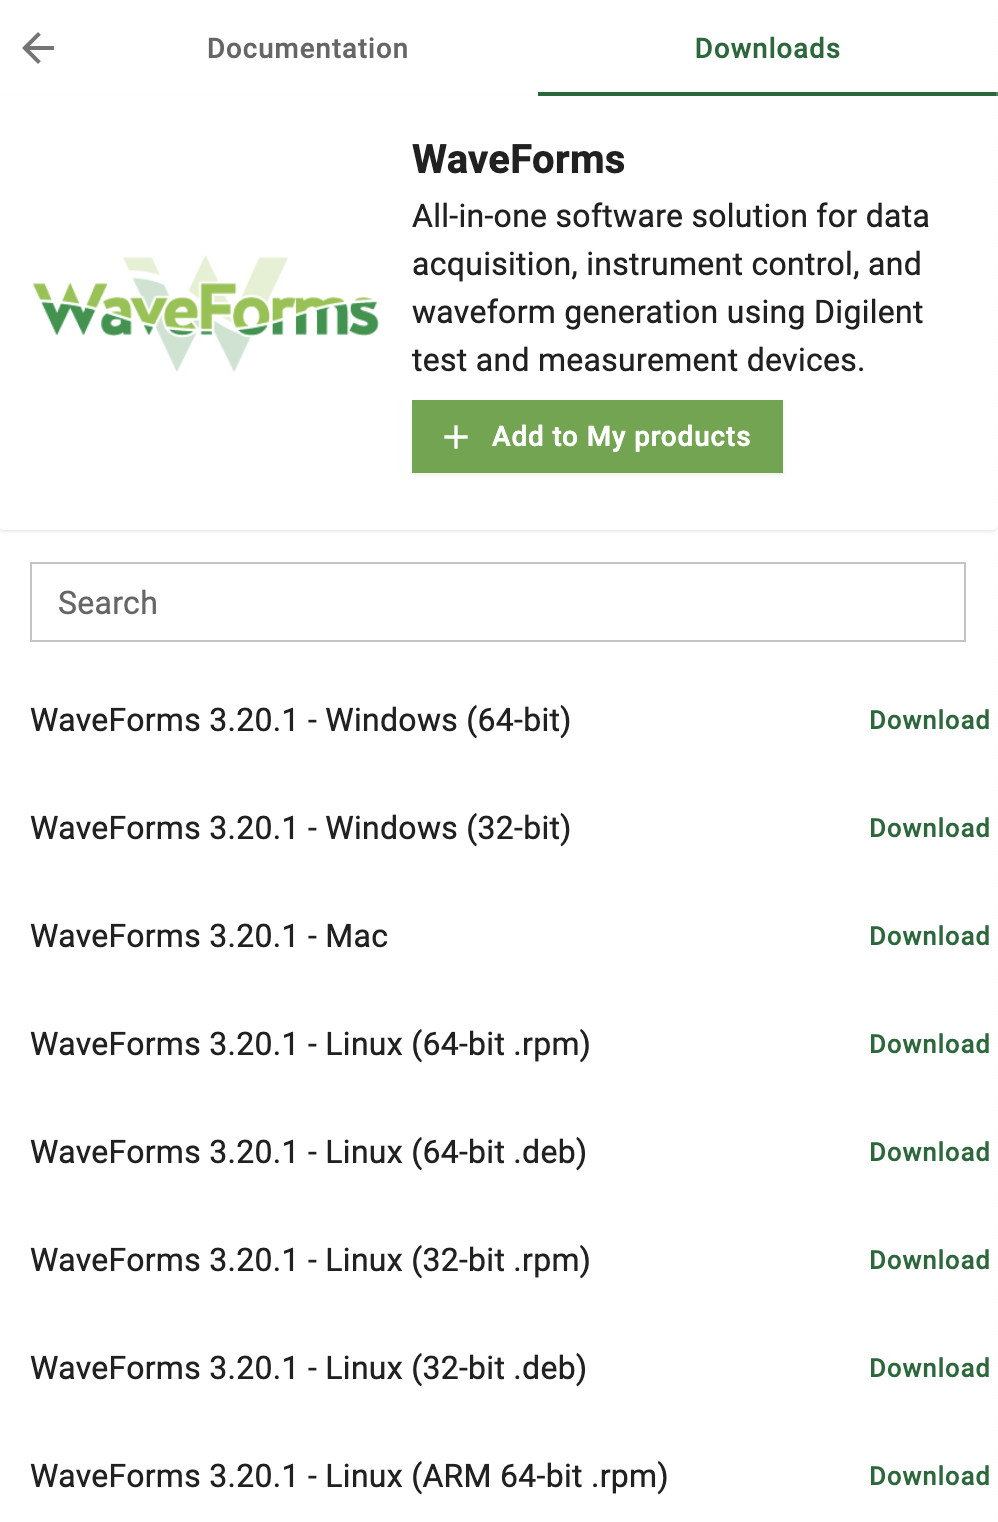 Documentation
Downloads
WaveForms
WaveForms
All-in-one software solution for data
acquisition, instrument control, and
waveform generation using Digilent
test and measurement devices.
+ Add to My products
Search
WaveForms 3.20.1 - Windows (64-bit) Download
WaveForms 3.20.1 - Windows (32-bit) Download
WaveForms 3.20.1 - Mac Download
WaveForms 3.20.1 - Linux (64-bit .rpm) Download
WaveForms 3.20.1 - Linux (64-bit .deb) Download
WaveForms 3.20.1 - Linux (32-bit .rpm) Download
WaveForms 3.20.1 - Linux (32-bit .deb) Download
WaveForms 3.20.1 - Linux (ARM 64-bit .rpm) Download